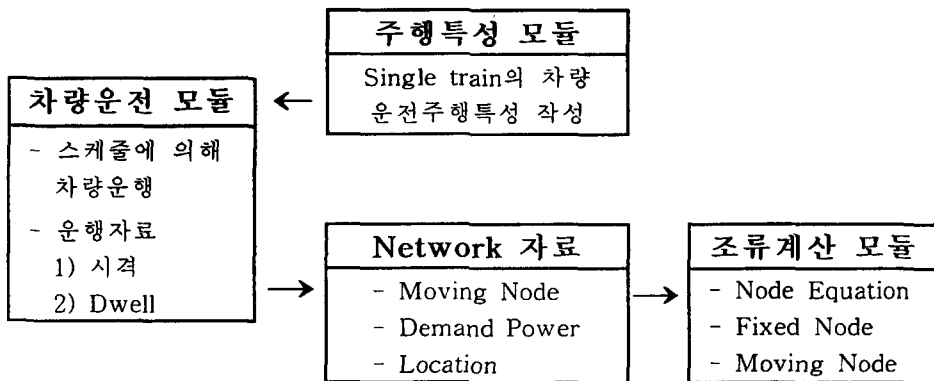 주행특성 모듈
Single train의 차량
운전주행특성 작성
차량운전 모듈
- 스케줄에 의해
차량운행
- 운행자료
1) 시격
2) Dwell
Network 자료
- Moving Node
- Demand Power
- Location
조류계산 모듈
- Node Equation
- Fixed Node
- Moving Node